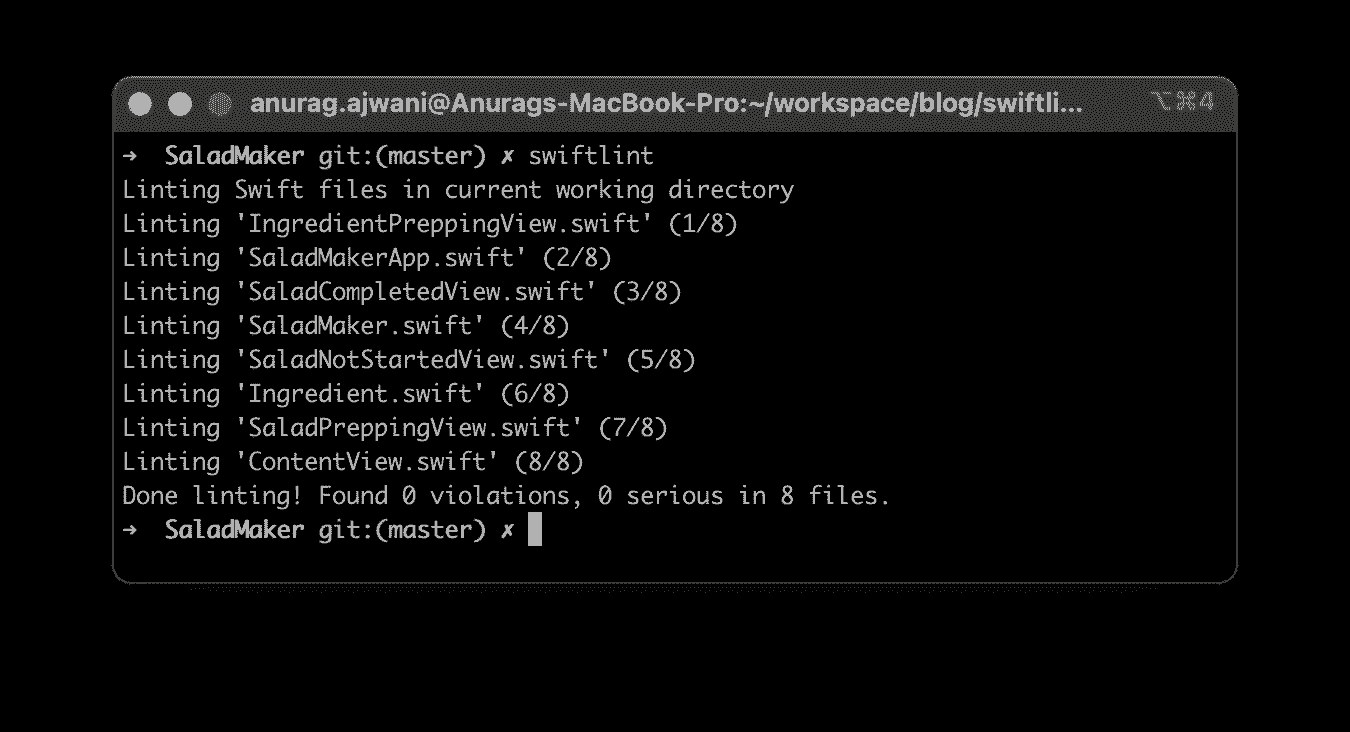 anurag.ajwani@Anurags-MacBook-Pro:~/workspace/blog/swiftli... ⌥⌘4
➜  SaladMaker git:(master) ✗ swiftlint
Linting Swift files in current working directory
Linting 'IngredientPreppingView.swift' (1/8)
Linting 'SaladMakerApp.swift' (2/8)
Linting 'SaladCompletedView.swift' (3/8)
Linting 'SaladMaker.swift' (4/8)
Linting 'SaladNotStartedView.swift' (5/8)
Linting 'Ingredient.swift' (6/8)
Linting 'SaladPreppingView.swift' (7/8)
Linting 'ContentView.swift' (8/8)
Done linting! Found 0 violations, 0 serious in 8 files.
➜  SaladMaker git:(master) ✗